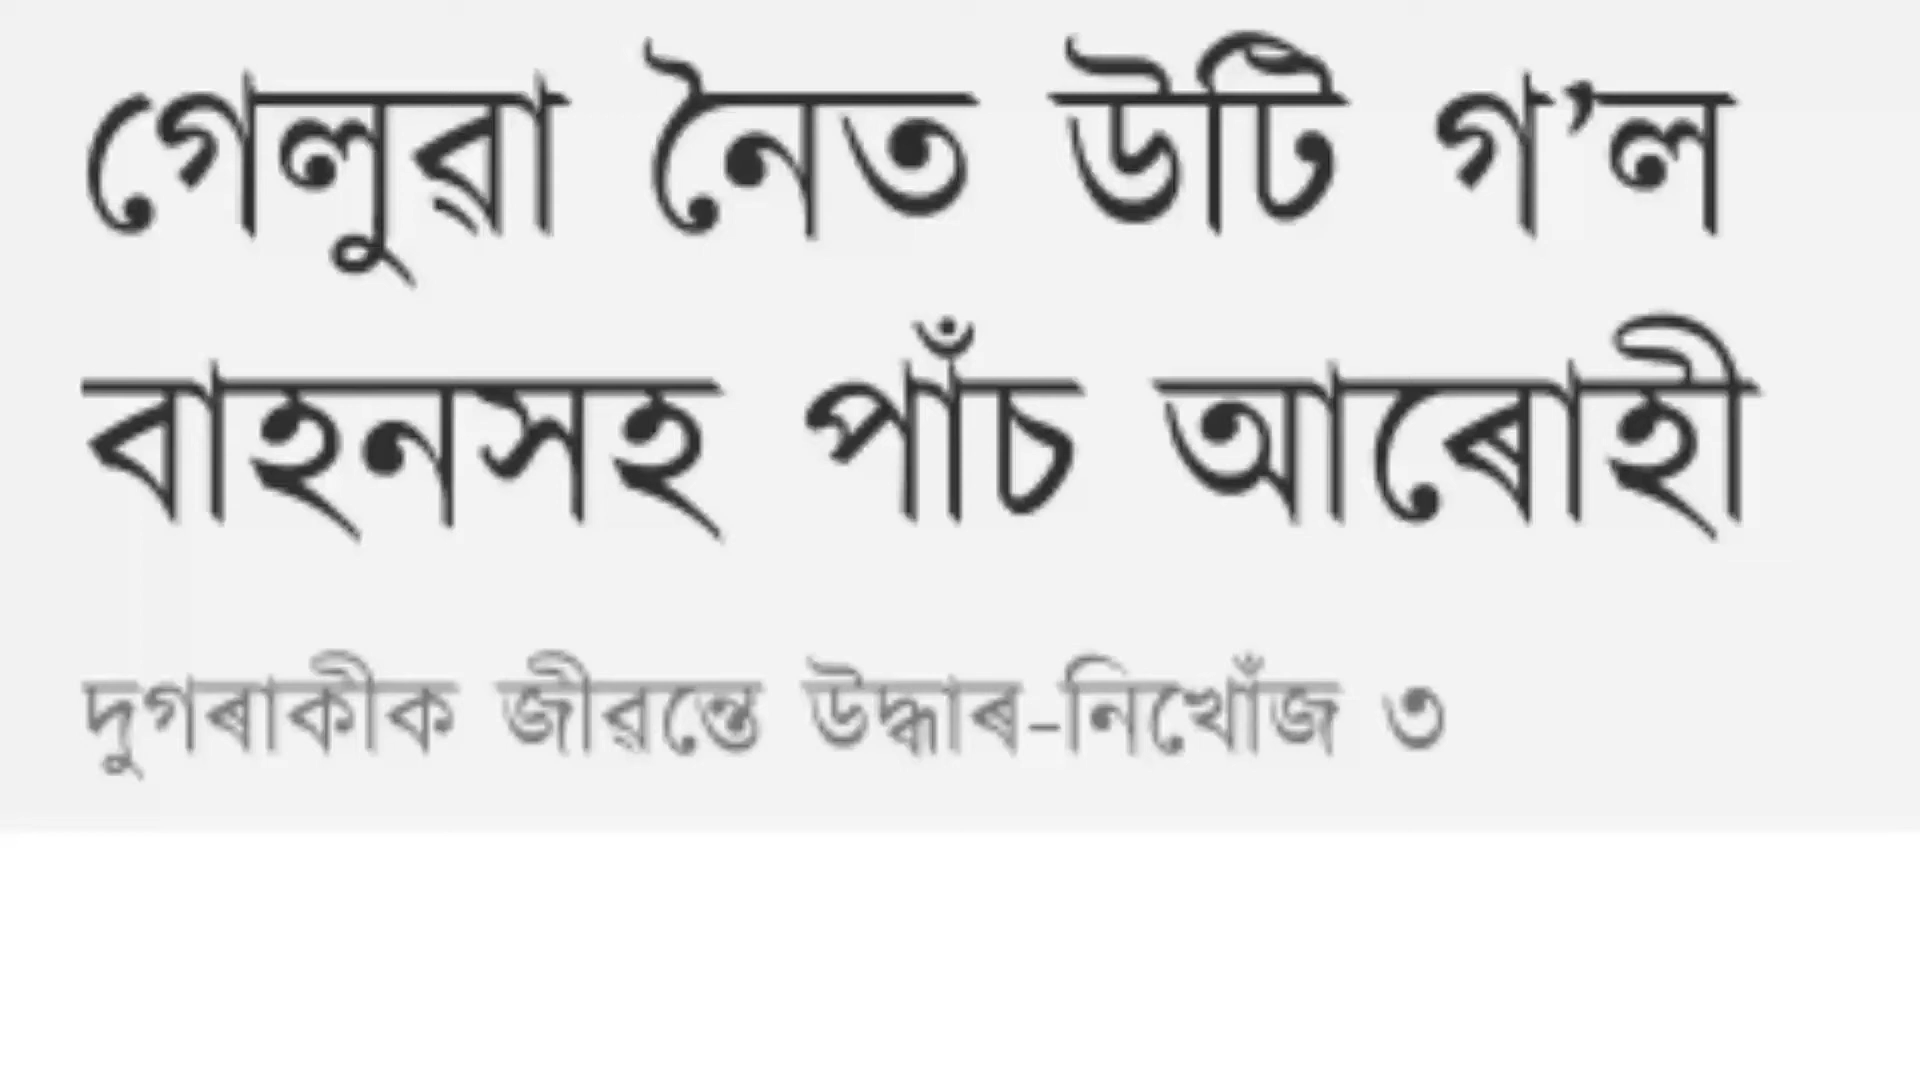 গেলুৱা নৈত উটি গ’ল
বাহনসহ পাঁচ আৰোহী
দুগৰাকীক জীৱন্তে উদ্ধাৰ-নিখোঁজ ৩